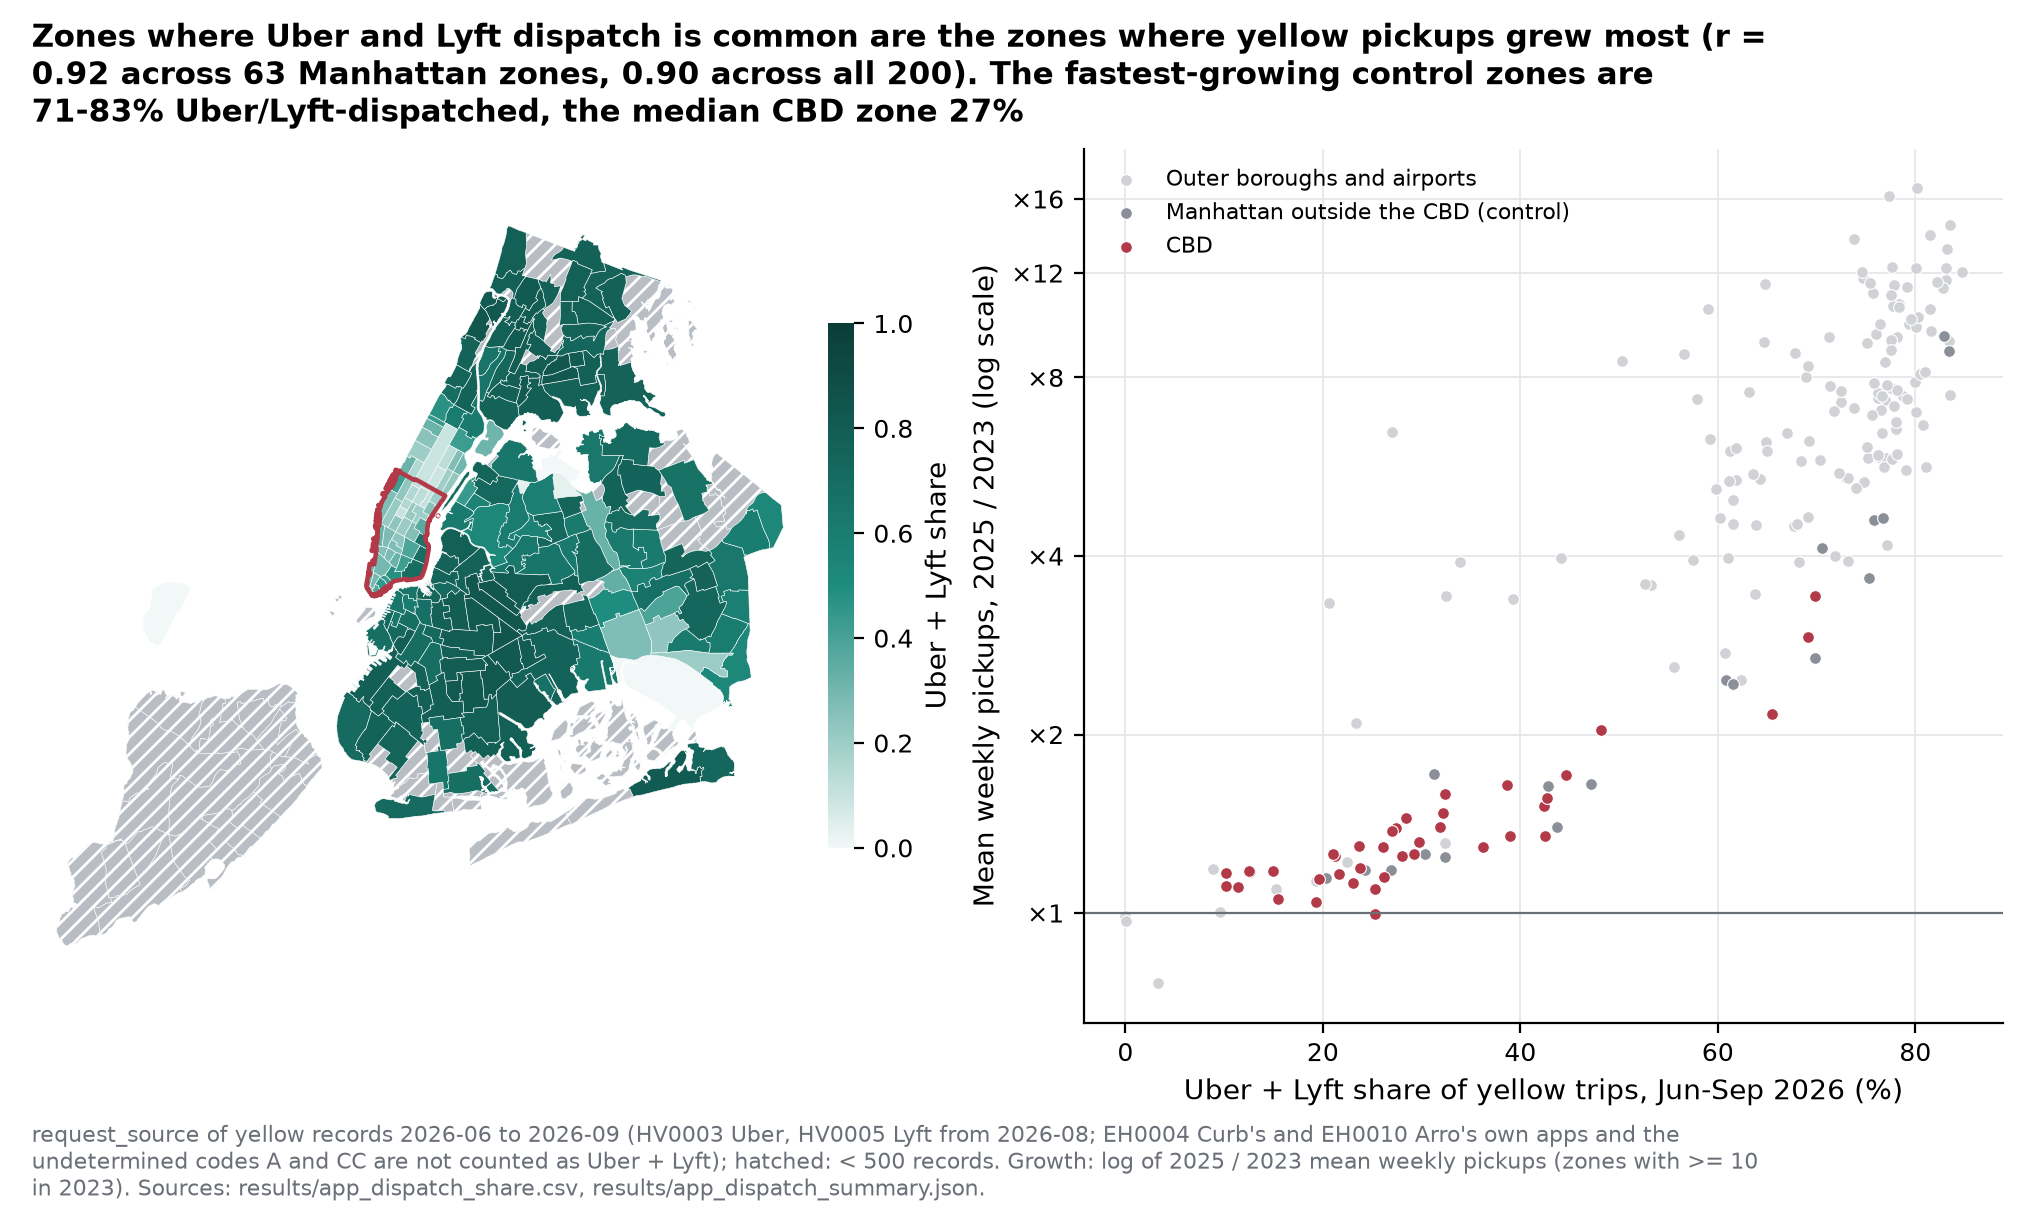 Zones where Uber and Lyft dispatch is common are the zones where yellow pickups grew most (r =
0.92 across 63 Manhattan zones, 0.90 across all 200). The fastest-growing control zones are
71-83% Uber/Lyft-dispatched, the median CBD zone 27%
1.0
0.8
0.6
0.4
0.2
0.0
Uber + Lyft share
Mean weekly pickups, 2025 / 2023 (log scale)
×16
×12
×8
×4
×2
×1
Outer boroughs and airports
Manhattan outside the CBD (control)
CBD
0
20
40
60
80
Uber + Lyft share of yellow trips, Jun-Sep 2026 (%)
request_source of yellow records 2026-06 to 2026-09 (HV0003 Uber, HV0005 Lyft from 2026-08; EH0004 Curb's and EH0010 Arro's own apps and the
undetermined codes A and CC are not counted as Uber + Lyft); hatched: < 500 records. Growth: log of 2025 / 2023 mean weekly pickups (zones with >= 10
in 2023). Sources: results/app_dispatch_share.csv, results/app_dispatch_summary.json.